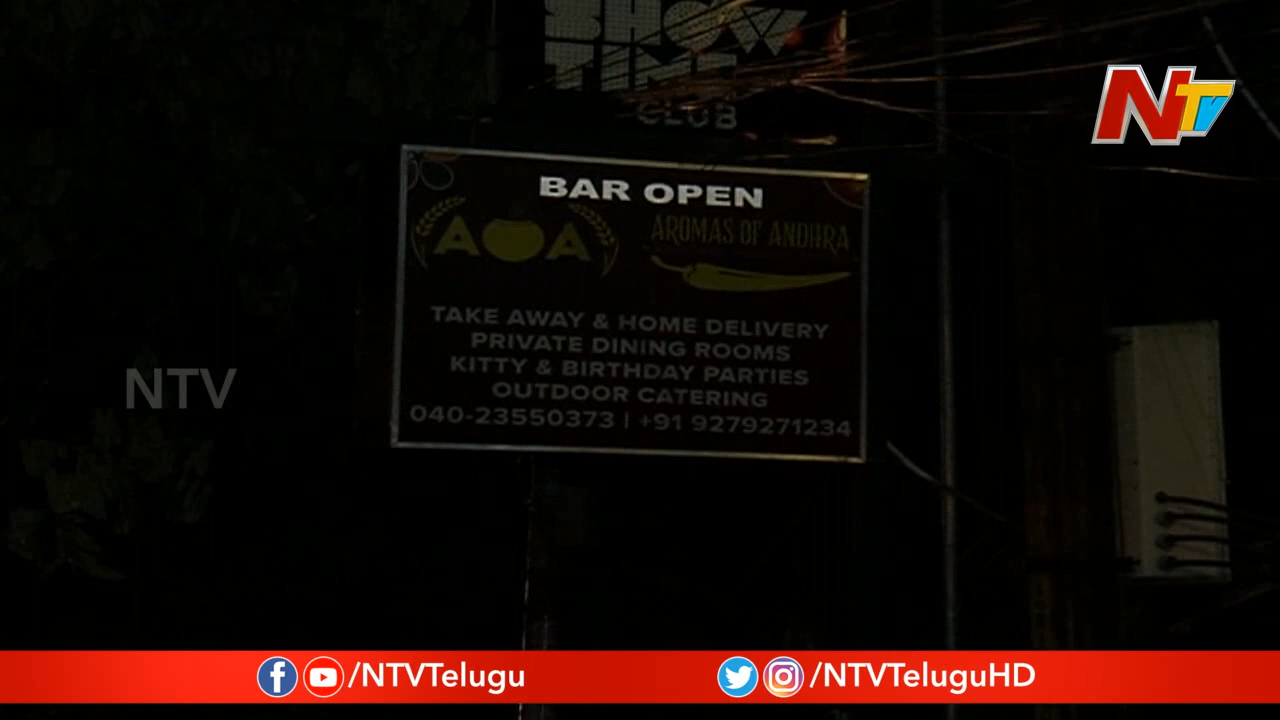 SHOW
TIME
CLUB
NTV
BAR OPEN
AOA
AROMAS OF ANDHRA
TAKE AWAY & HOME DELIVERY
PRIVATE DINING ROOMS
KITTY & BIRTHDAY PARTIES
OUTDOOR CATERING
040-23550373 | +91 9279271234
NTV
/NTVTelugu
/NTVTeluguHD